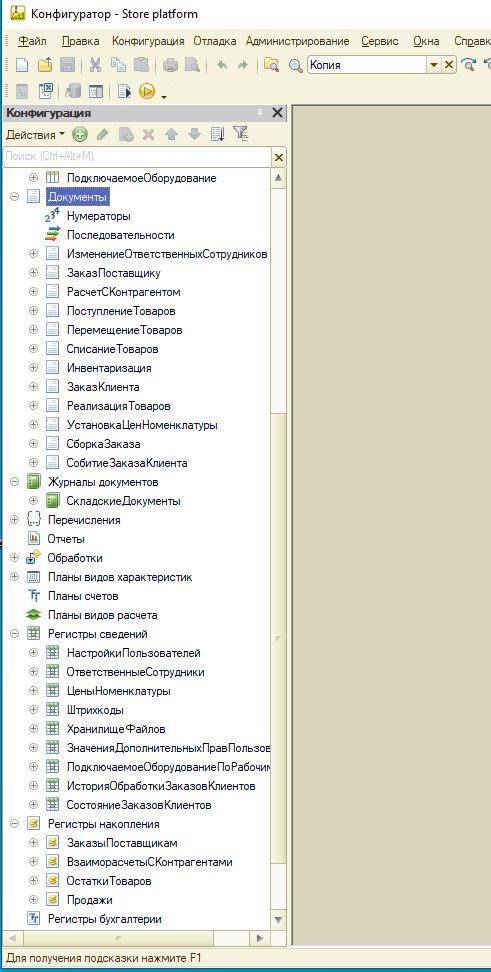 Конфигуратор - Store platform
Файл Правка Конфигурация Отладка Администрирование Сервис Окна Справк
Копия
Конфигурация
Действия
Поиск (Ctrl+Alt+M)
ПодключаемоеОборудование
Документы
Нумераторы
Последовательности
ИзменениеОтветственныхСотрудников
ЗаказПоставщику
РасчетСКонтрагентом
ПоступлениеТоваров
ПеремещениеТоваров
СписаниеТоваров
Инвентаризация
ЗаказКлиента
РеализацияТоваров
УстановкаЦенНоменклатуры
СборкаЗаказа
СобитиеЗаказаКлиента
Журналы документов
СкладскиеДокументы
Перечисления
Отчеты
Обработки
Планы видов характеристик
Планы счетов
Планы видов расчета
Регистры сведений
НастройкиПользователей
ОтветственныеСотрудники
ЦеныНоменклатуры
Штрихкоды
ХранилищеФайлов
ЗначенияДополнительныхПравПользов
ПодключаемоеОборудованиеПоРабочим
ИсторияОбработкиЗаказовКлиентов
СостояниеЗаказовКлиентов
Регистры накопления
ЗаказыПоставщикам
ВзаиморасчетыСКонтрагентами
ОстаткиТоваров
Продажи
Регистры бухгалтерии
Для получения подсказки нажмите F1